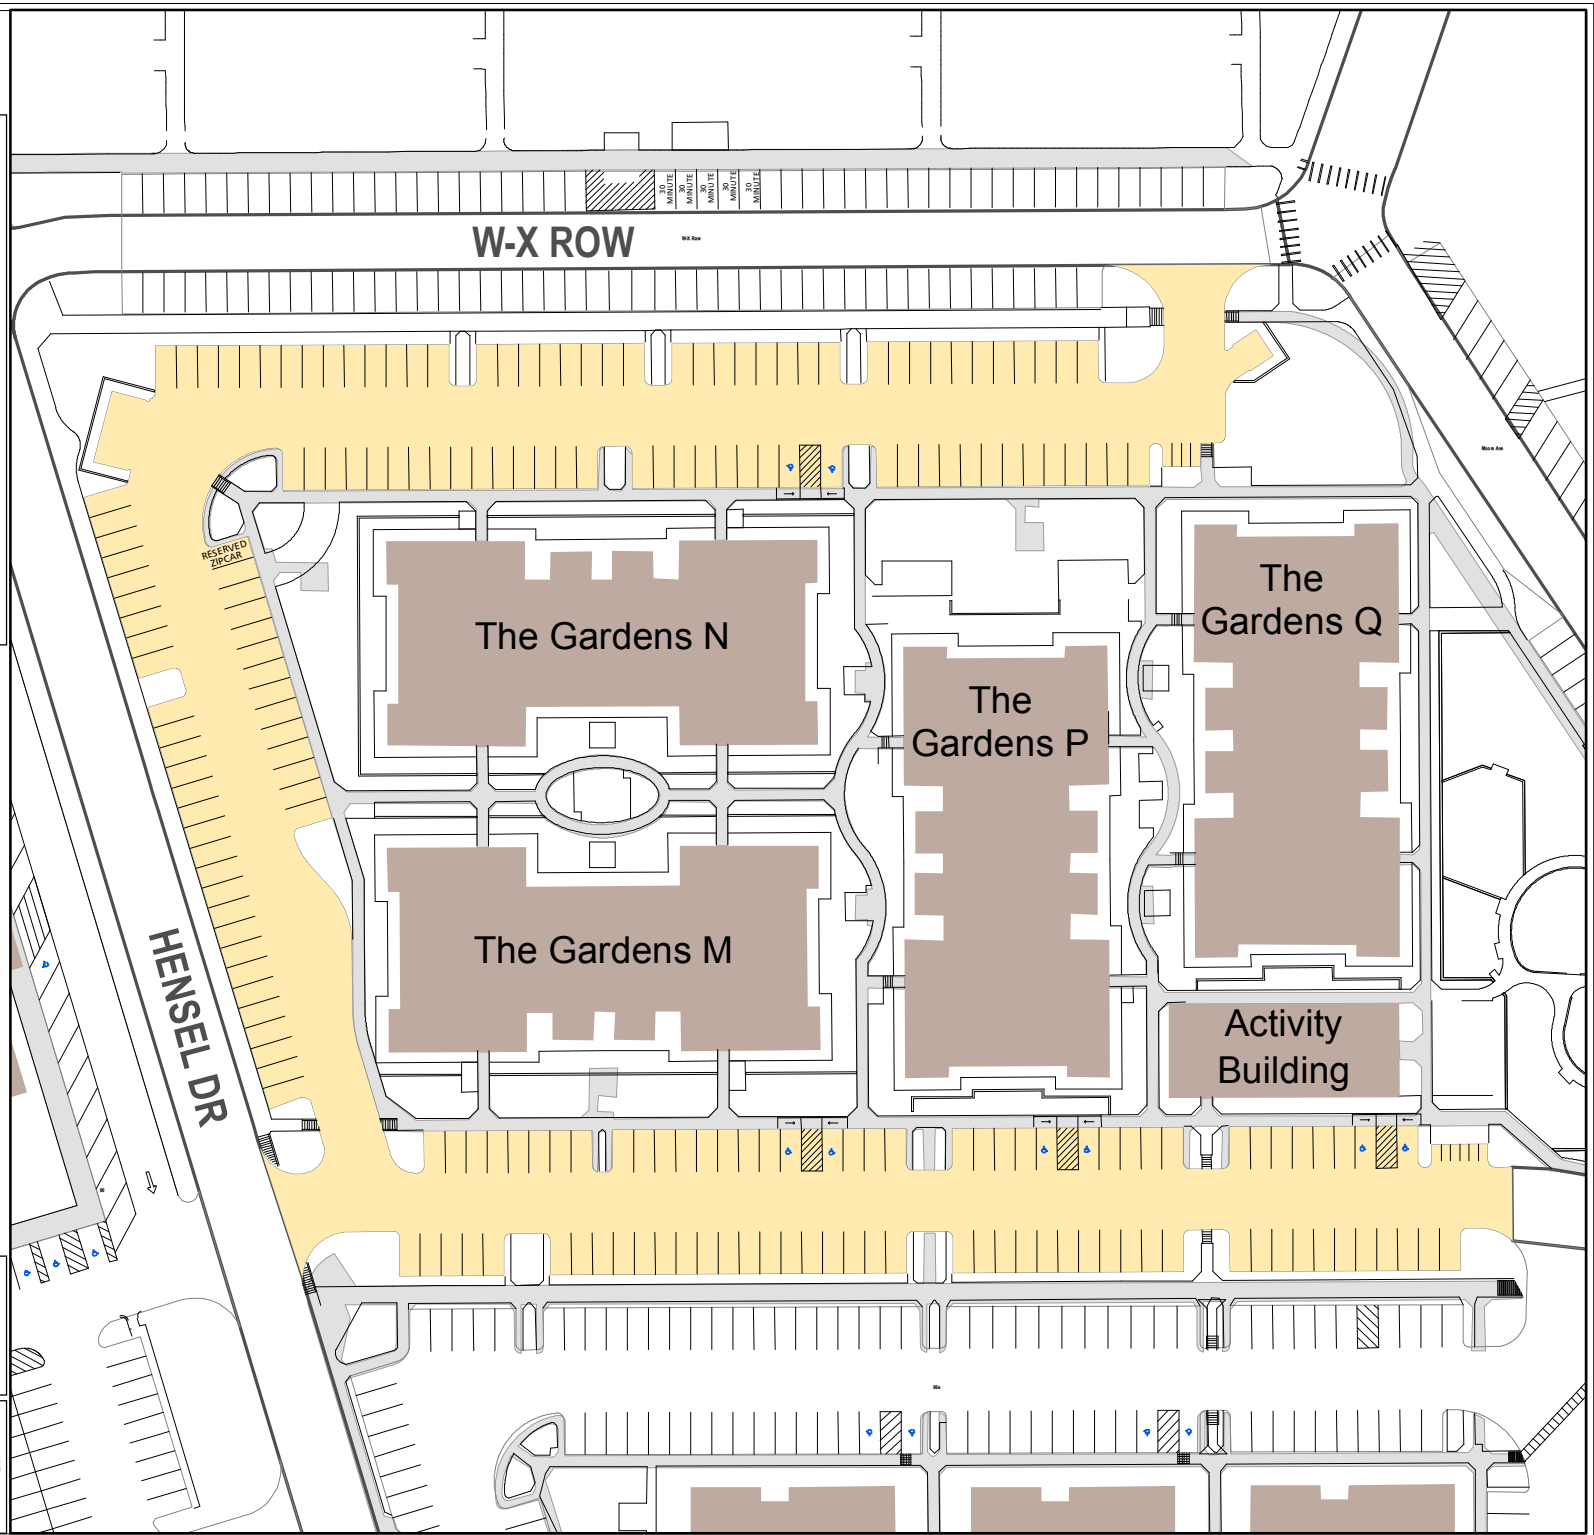 30
MINUTE
30
MINUTE
30
MINUTE
30
MINUTE
30
MINUTE
W-X ROW
W-X Row
RESERVED
ZIPCAR
The Gardens N
The
Gardens Q
The
Gardens P
The Gardens M
HENSEL DR
Activity
Building